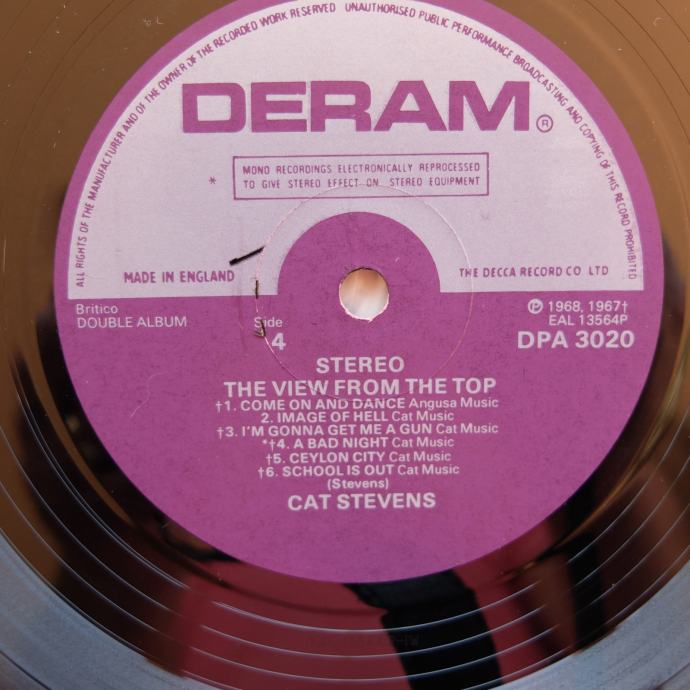 ALL RIGHTS OF THE MANUFACTURER AND OF THE OWNER OF THE RECORDED WORK RESERVED UNAUTHORISED PUBLIC PERFORMANCE BROADCASTING AND COPYING OF THIS RECORD PROHIBITED
DERAM ®
* MONO RECORDINGS ELECTRONICALLY REPROCESSED
TO GIVE STEREO EFFECT ON STEREO EQUIPMENT
MADE IN ENGLAND THE DECCA RECORD CO LTD
Britico ℗ 1968, 1967†
DOUBLE ALBUM Side EAL 13564P
4 DPA 3020
STEREO
THE VIEW FROM THE TOP
†1. COME ON AND DANCE Angusa Music
2. IMAGE OF HELL Cat Music
†3. I'M GONNA GET ME A GUN Cat Music
*†4. A BAD NIGHT Cat Music
†5. CEYLON CITY Cat Music
†6. SCHOOL IS OUT Cat Music
(Stevens)
CAT STEVENS